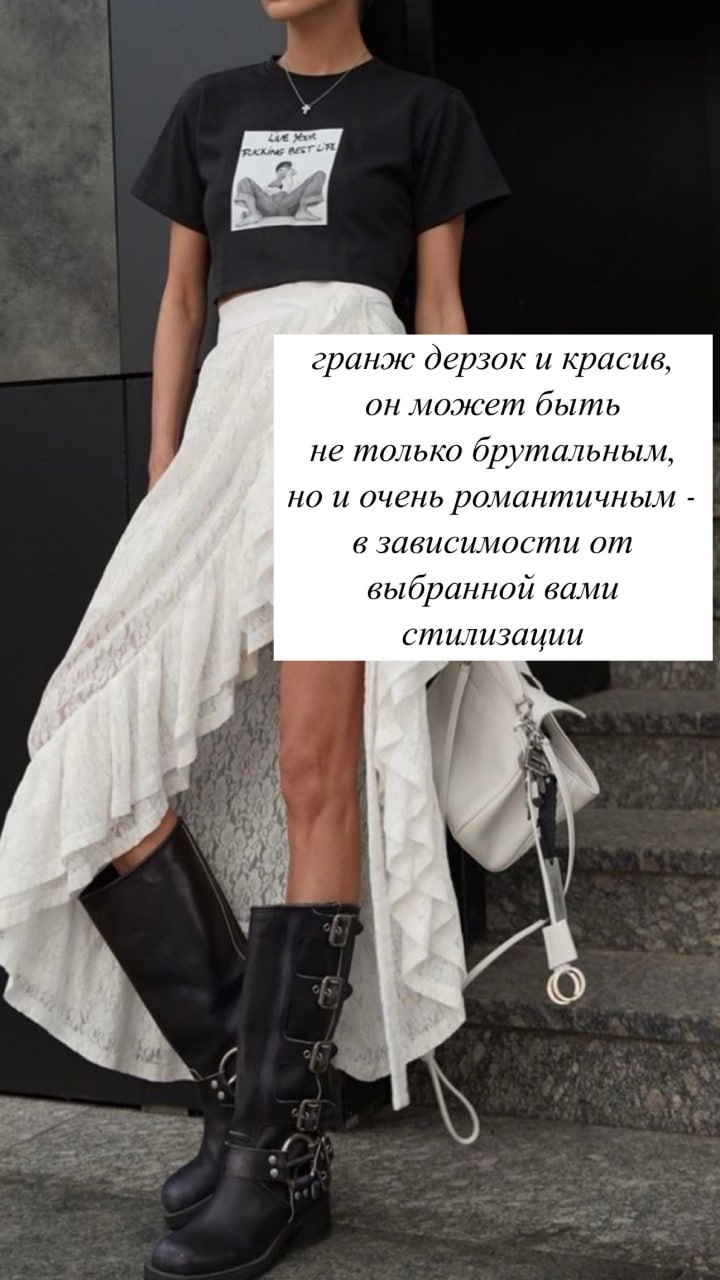 LIVE YOUR
FUCKING BEST LIFE
гранж дерзок и красив,
он может быть
не только брутальным,
но и очень романтичным -
в зависимости от
выбранной вами
стилизации